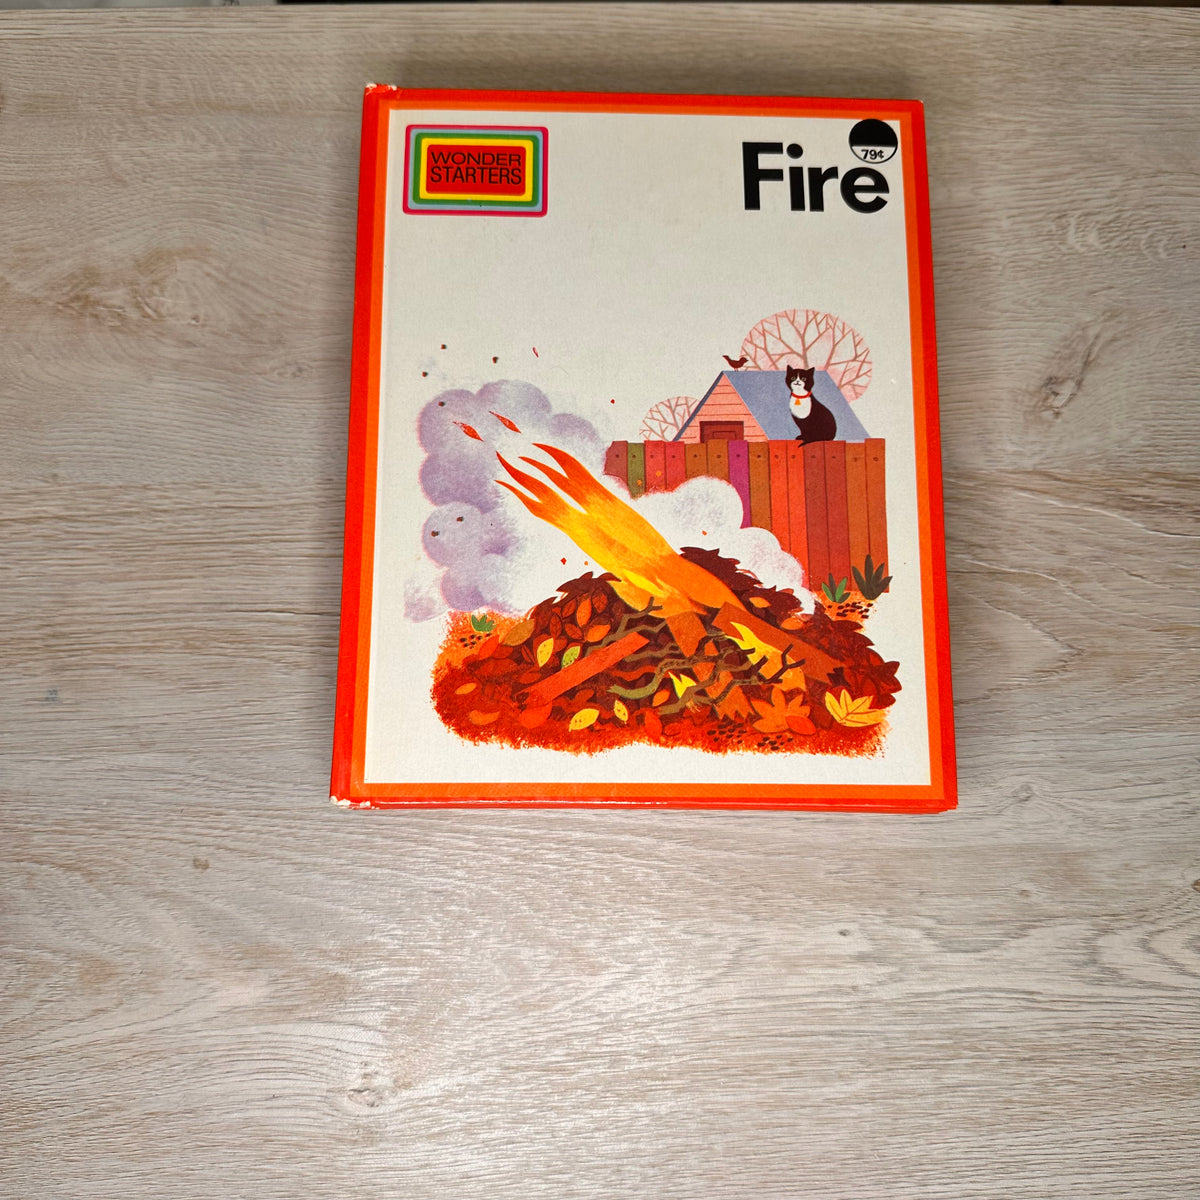 WONDER
STARTERS
79¢
Fire